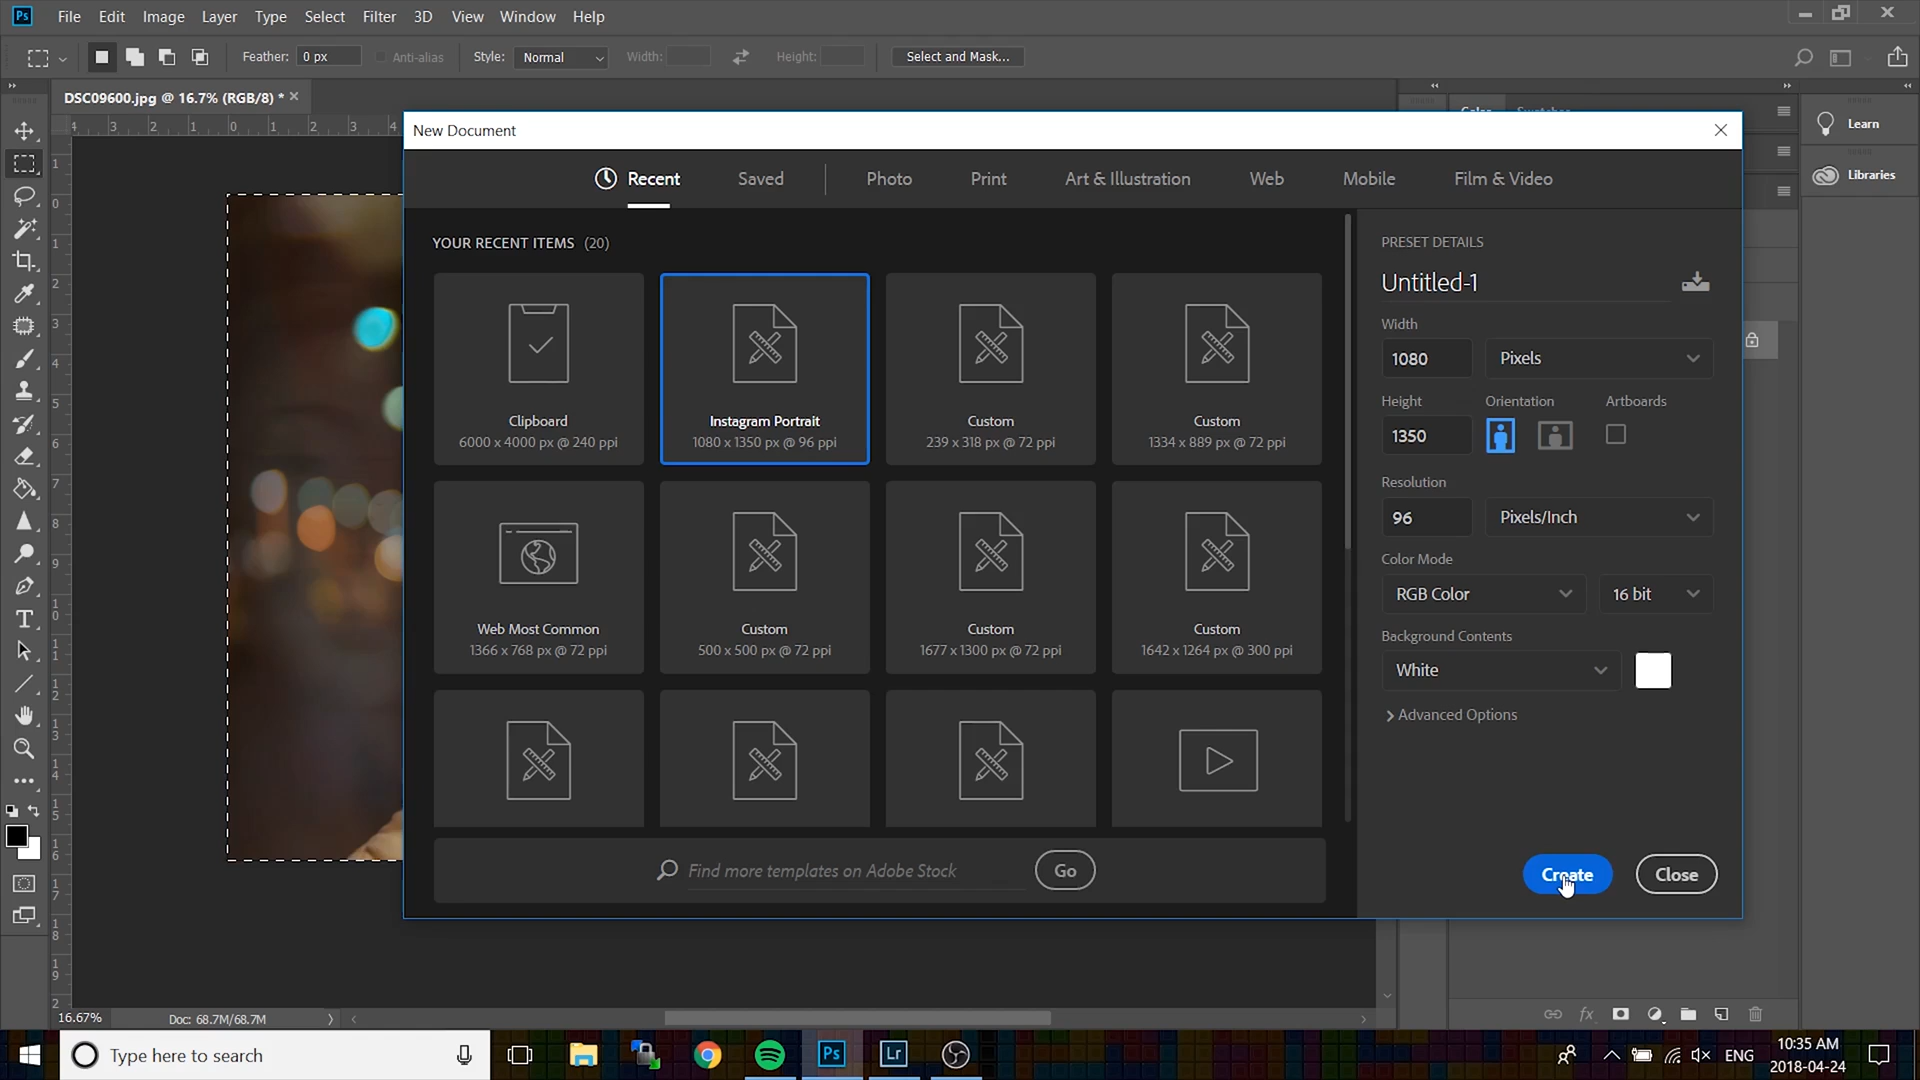 Ps File Edit Image Layer Type Select Filter 3D View Window Help
Feather: 0 px Anti-alias Style: Normal Width: Height: Select and Mask...
DSC09600.jpg @ 16.7% (RGB/8) *
New Document
Learn
Libraries
Recent Saved Photo Print Art & Illustration Web Mobile Film & Video
YOUR RECENT ITEMS (20)
Clipboard
6000 x 4000 px @ 240 ppi
Instagram Portrait
1080 x 1350 px @ 96 ppi
Custom
239 x 318 px @ 72 ppi
Custom
1334 x 889 px @ 72 ppi
Web Most Common
1366 x 768 px @ 72 ppi
Custom
500 x 500 px @ 72 ppi
Custom
1677 x 1300 px @ 72 ppi
Custom
1642 x 1264 px @ 300 ppi
Find more templates on Adobe Stock Go
PRESET DETAILS
Untitled-1
Width
1080 Pixels
Height Orientation Artboards
1350
Resolution
96 Pixels/Inch
Color Mode
RGB Color 16 bit
Background Contents
White
Advanced Options
Create Close
16.67% Doc: 68.7M/68.7M
fx
Type here to search
Ps Lr
ENG
10:35 AM
2018-04-24